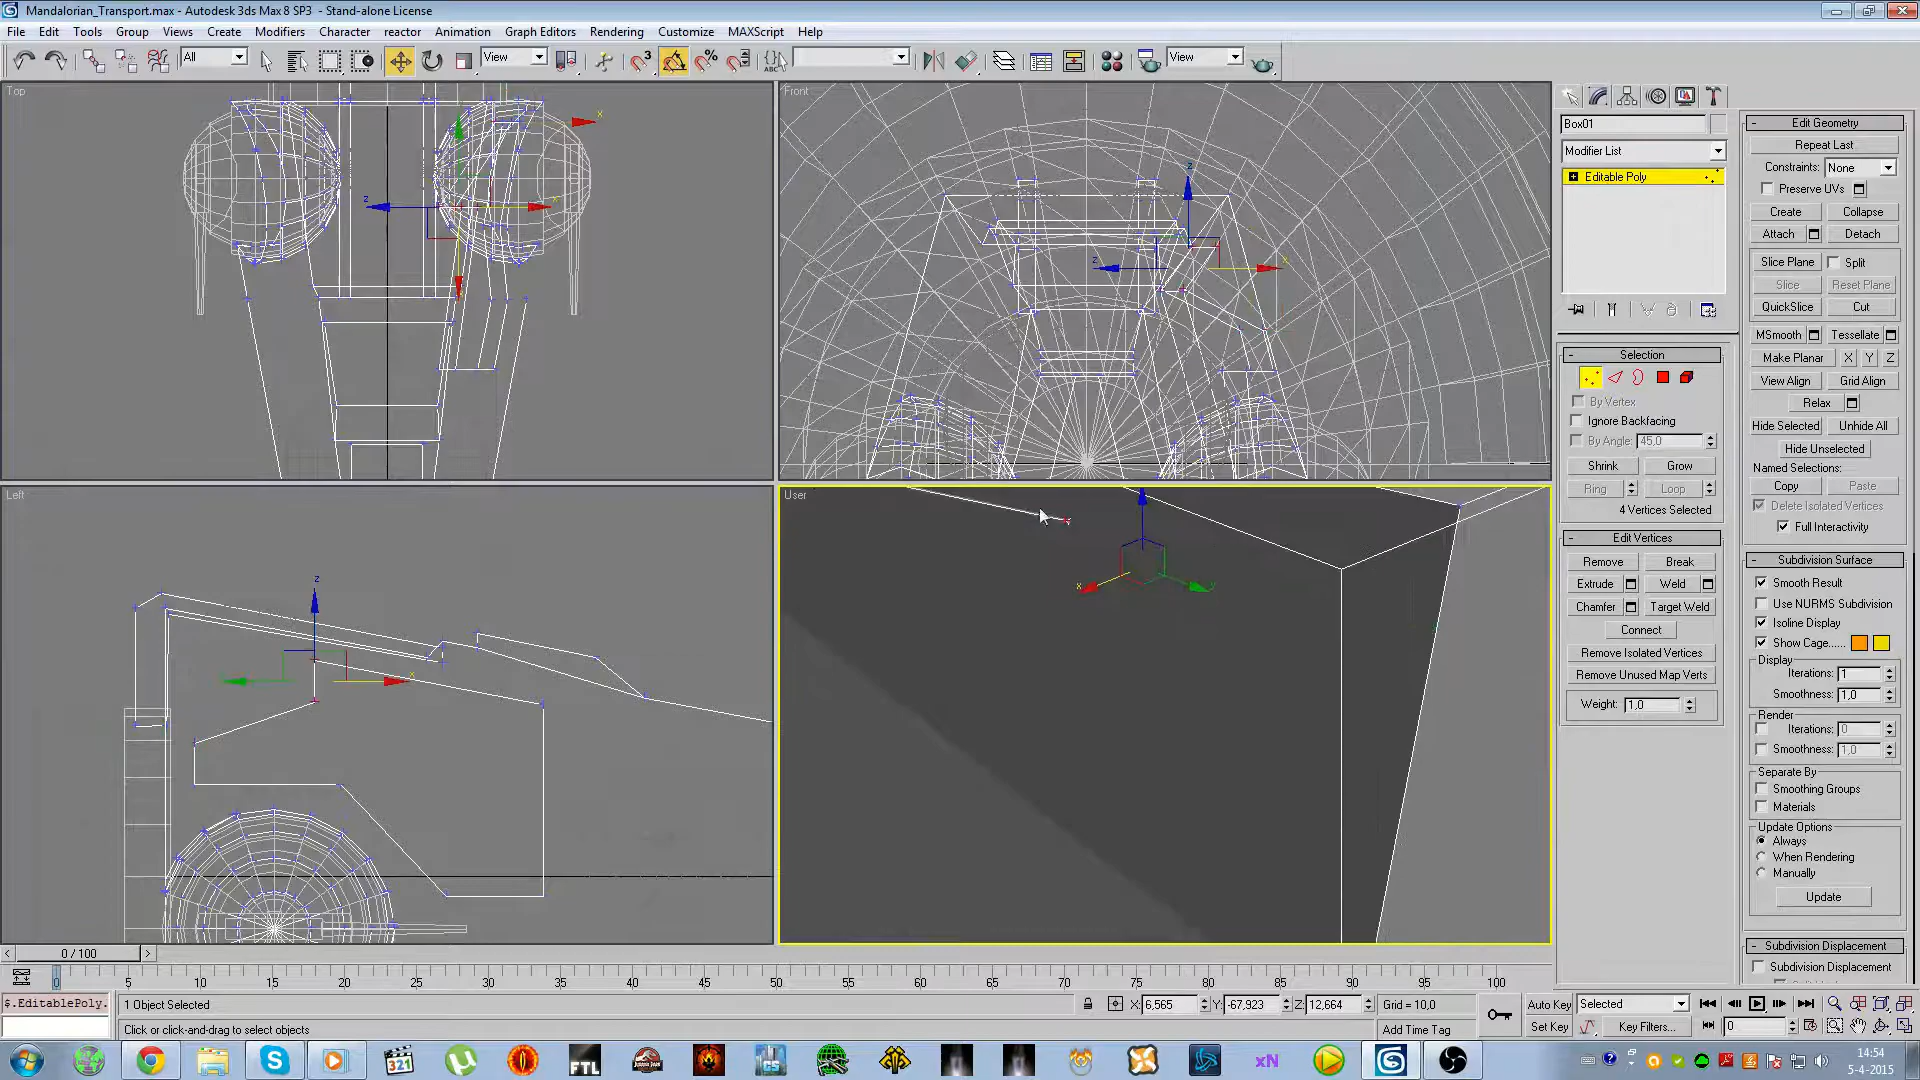 Mandalorian_Transport.max - Autodesk 3ds Max 8 SP3 - Stand-alone License
File Edit Tools Group Views Create Modifiers Character reactor Animation Graph Editors Rendering Customize MAXScript Help
All View View
Top Front
Left User
Box01
Modifier List
Editable Poly
Selection
By Vertex
Ignore Backfacing
By Angle: 45,0
Shrink Grow
Ring Loop
4 Vertices Selected
Edit Vertices
Remove Break
Extrude Weld
Chamfer Target Weld
Connect
Remove Isolated Vertices
Remove Unused Map Verts
Weight: 1,0
Edit Geometry
Repeat Last
Constraints: None
Preserve UVs
Create Collapse
Attach Detach
Slice Plane Split
Slice Reset Plane
QuickSlice Cut
MSmooth Tessellate
Make Planar X Y Z
View Align Grid Align
Relax
Hide Selected Unhide All
Hide Unselected
Named Selections:
Copy Paste
Delete Isolated Vertices
Full Interactivity
Subdivision Surface
Smooth Result
Use NURMS Subdivision
Isoline Display
Show Cage......
Display
Iterations: 1
Smoothness: 1,0
Render
Iterations: 0
Smoothness: 1,0
Separate By
Smoothing Groups
Materials
Update Options
Always
When Rendering
Manually
Update
Subdivision Displacement
Subdivision Displacement
0 / 100
0 5 10 15 20 25 30 35 40 45 50 55 60 65 70 75 80 85 90 95 100
$.EditablePoly.
1 Object Selected
X: 6,565 Y: -67,923 Z: 12,664 Grid = 10,0
Auto Key Selected
Click or click-and-drag to select objects
Add Time Tag
Set Key Key Filters... 0
14:54
5-4-2015